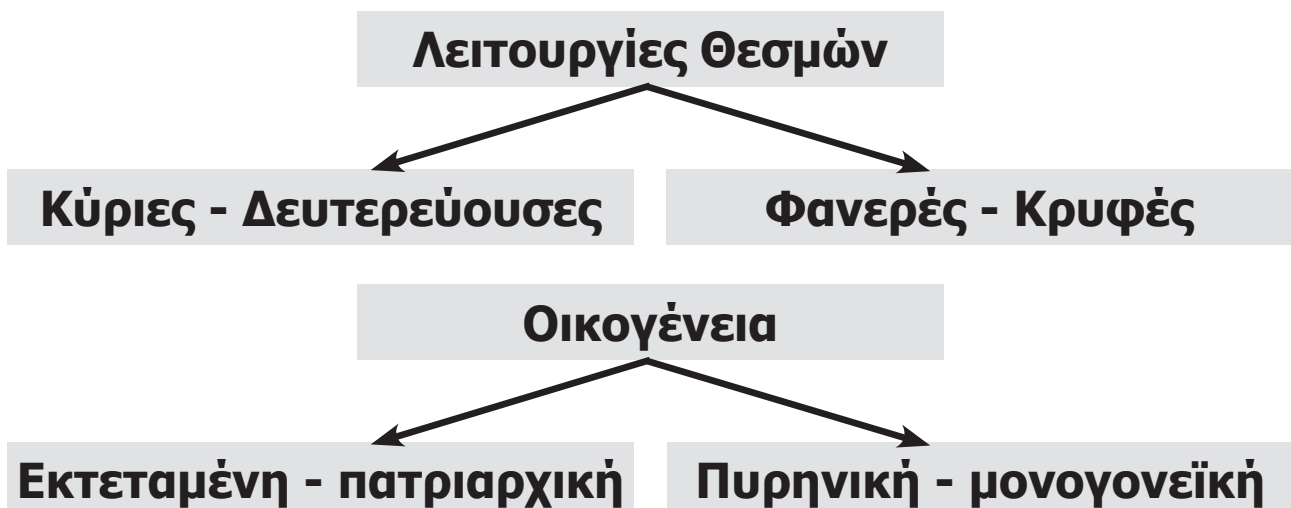 Λειτουργίες Θεσμών
Κύριες - Δευτερεύουσες
Φανερές - Κρυφές
Οικογένεια
Εκτεταμένη - πατριαρχική
Πυρηνική - μονογονεϊκή